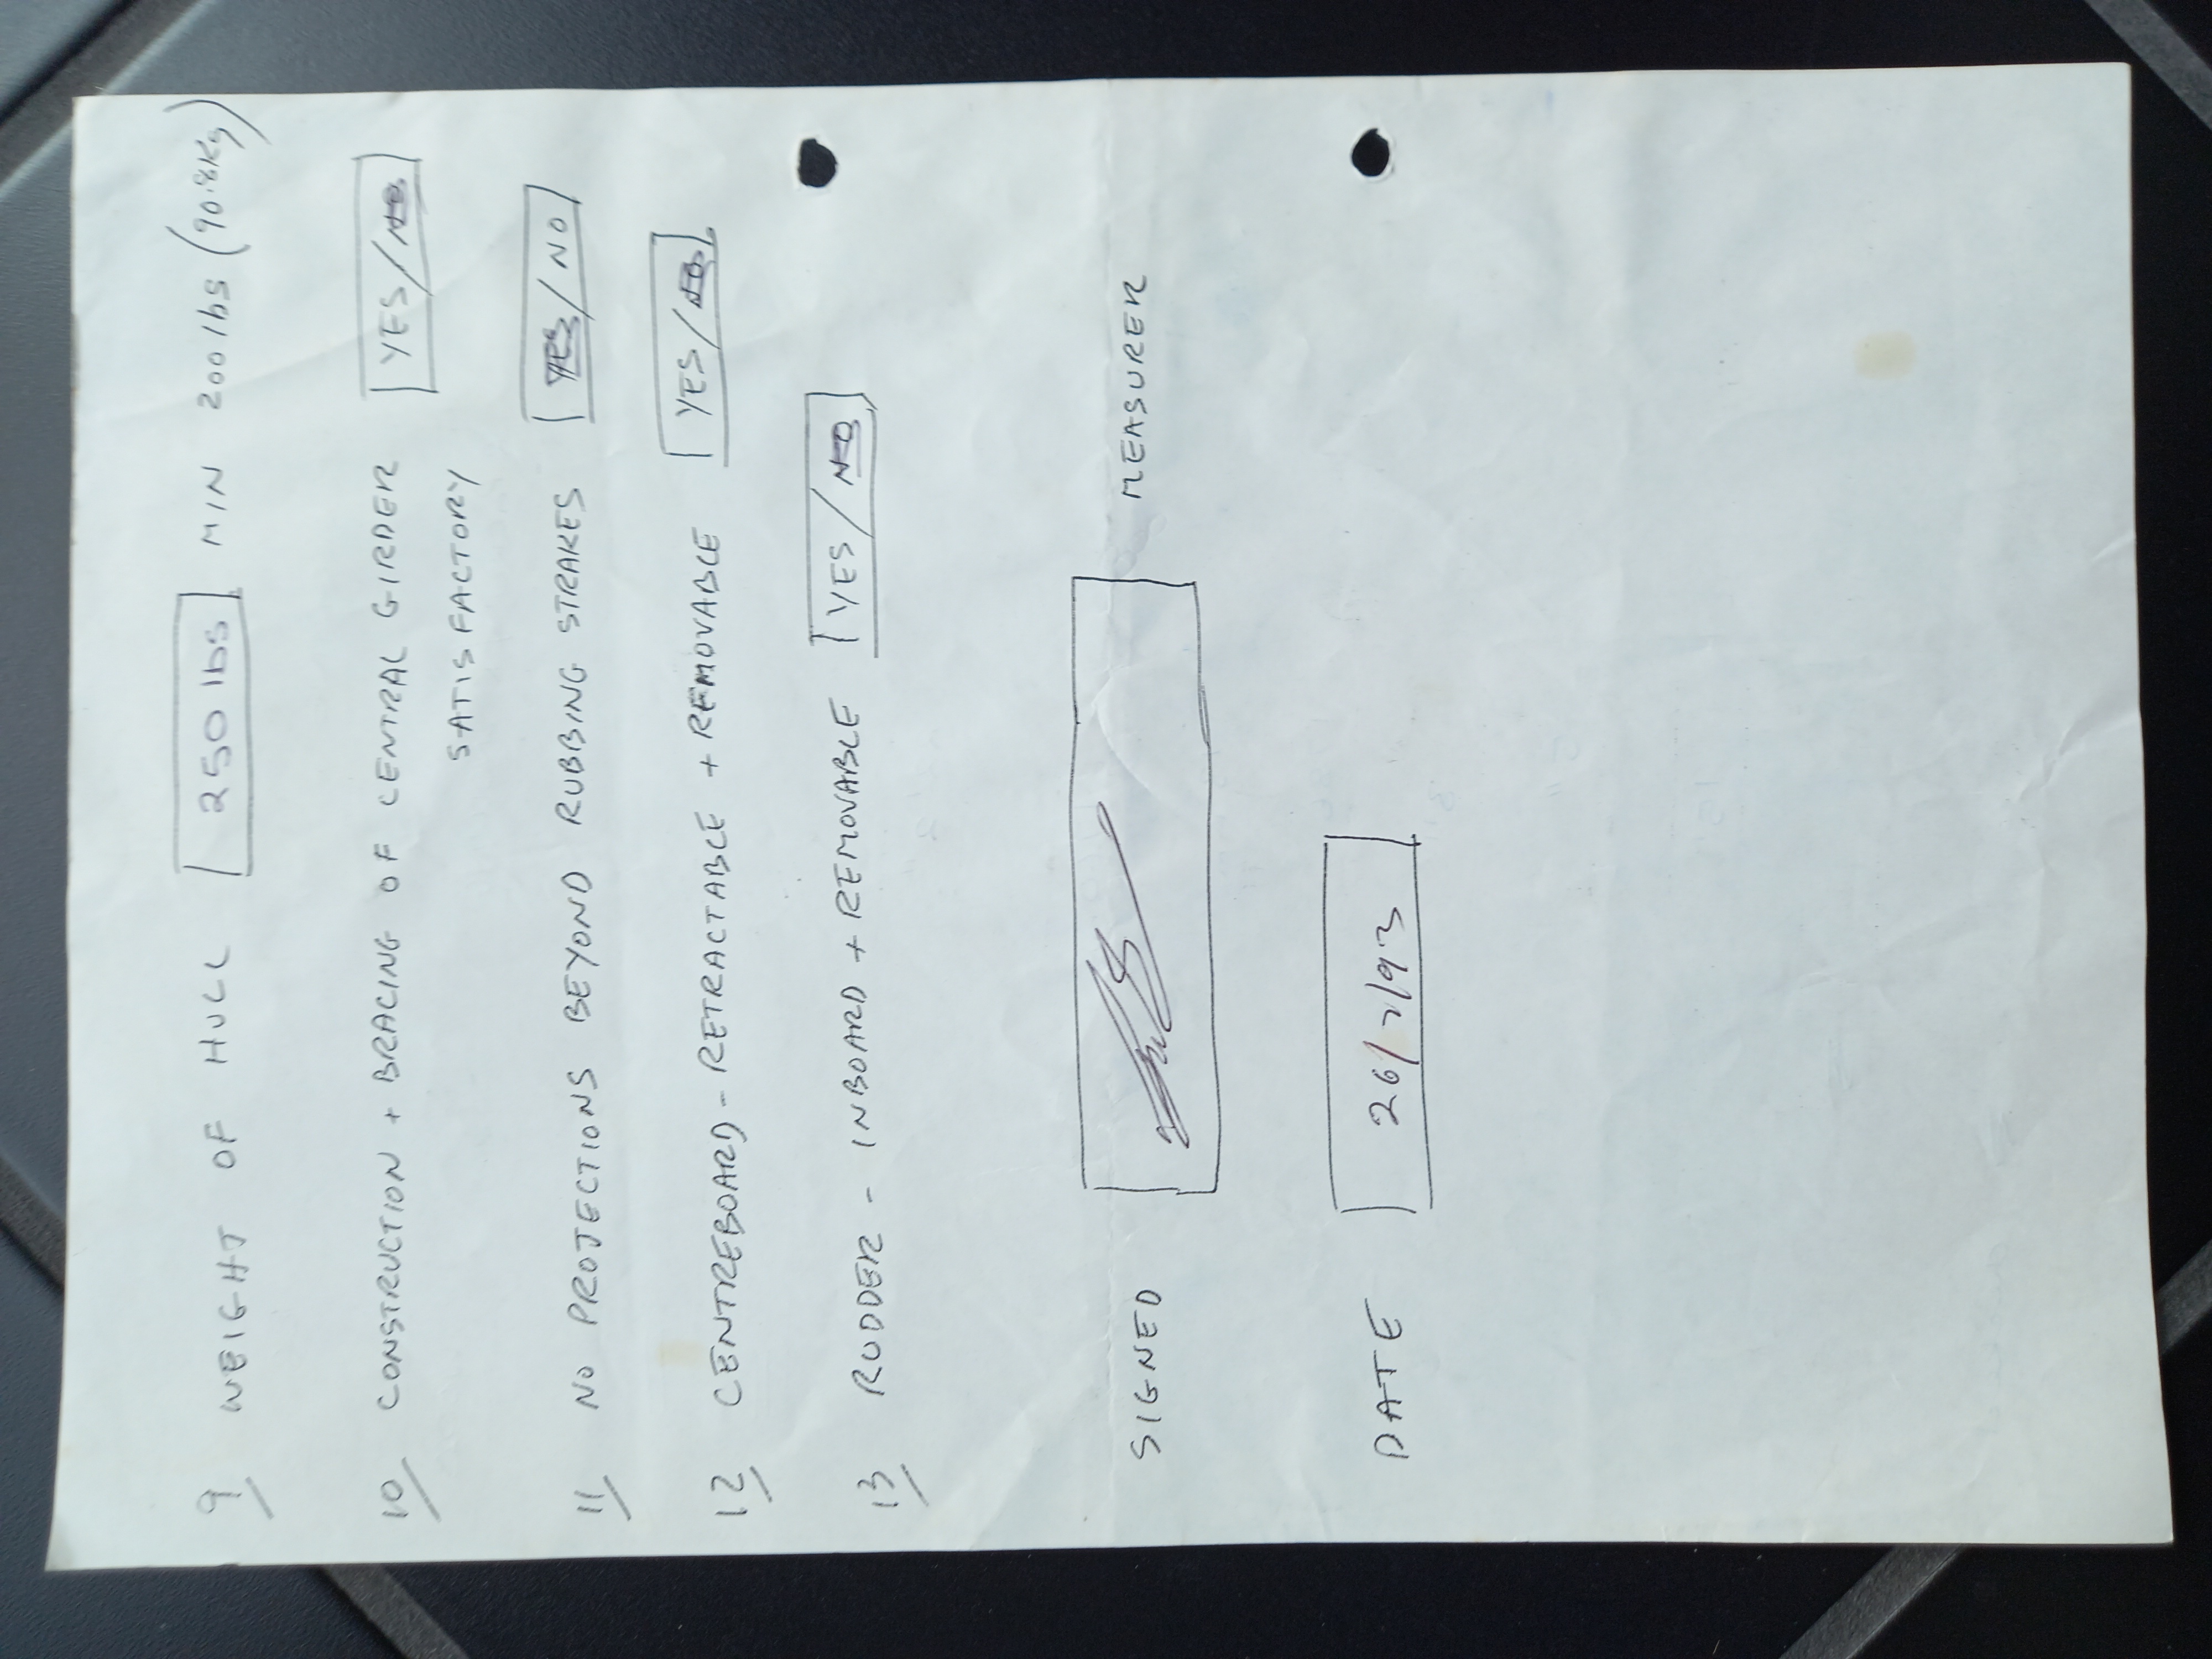 9 WEIGHT OF HULL 250 lbs MIN 200 lbs (90.8Kg)
10 CONSTRUCTION + BRACING OF CENTRAL GIRDER YES / NO
SATISFACTORY
11 NO PROJECTIONS BEYOND RUBBING STRAKES YES / NO
12 CENTREBOARD - RETRACTABLE + REMOVABLE YES / NO
13 RUDDER - INBOARD + REMOVABLE YES / NO
SIGNED MEASURER
DATE 26/7/93